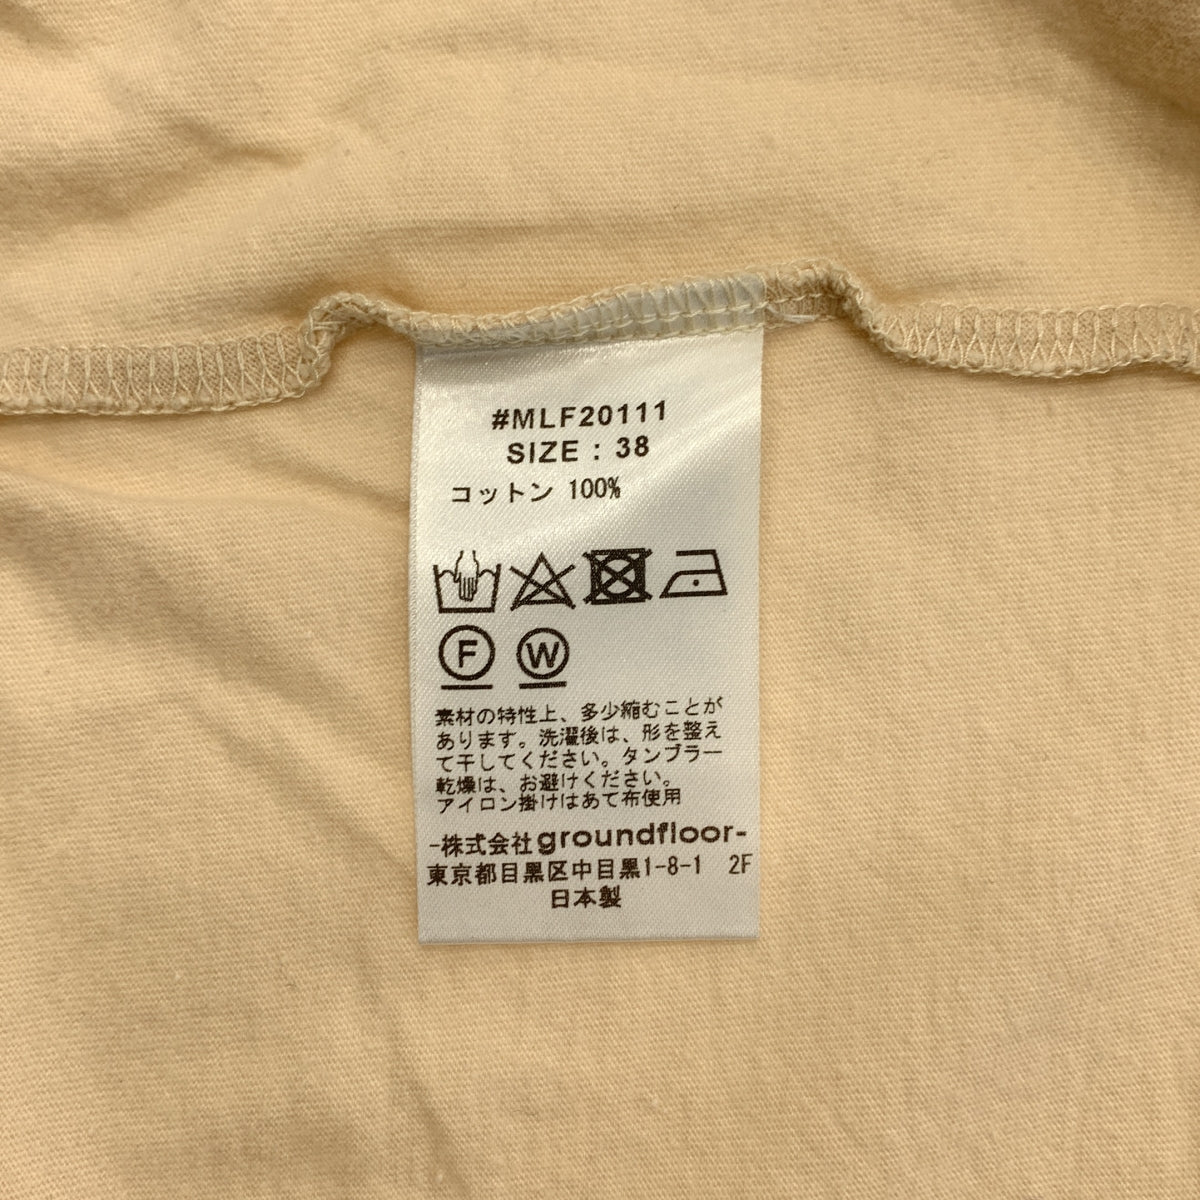 #MLF20111
SIZE : 38
コットン 100%
F W
素材の特性上、多少縮むことが
あります。洗濯後は、形を整え
て干してください。タンブラー
乾燥は、お避けください。
アイロン掛けはあて布使用
-株式会社groundfloor-
東京都目黒区中目黒1-8-1 2F
日本製